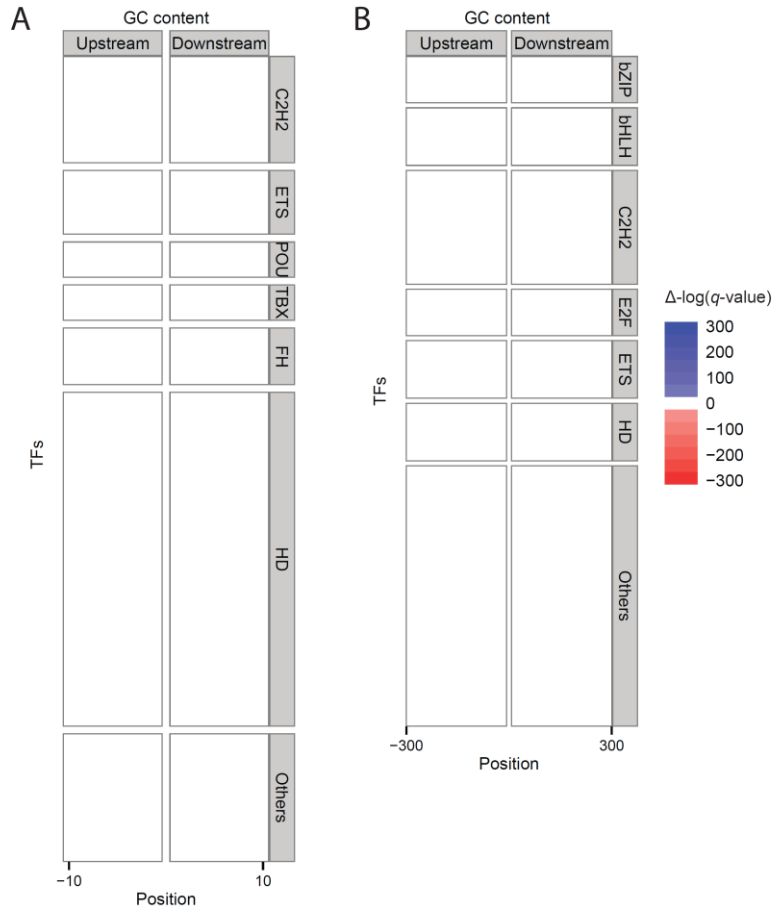 A
GC content
Upstream Downstream
C2H2
ETS
POU
TBX
FH
HD
Others
TFs
−10 10
Position
B
GC content
Upstream Downstream
bZIP
bHLH
C2H2
E2F
ETS
HD
Others
TFs
−300 300
Position
Δ-log(q-value)
300
200
100
0
−100
−200
−300